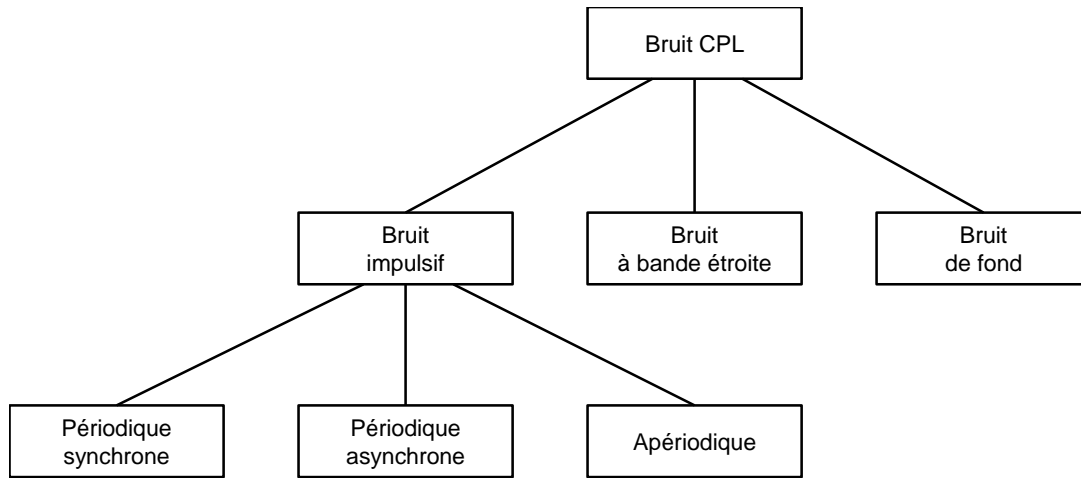 Bruit CPL
Bruit
impulsif
Bruit
à bande étroite
Bruit
de fond
Périodique
synchrone
Périodique
asynchrone
Apériodique